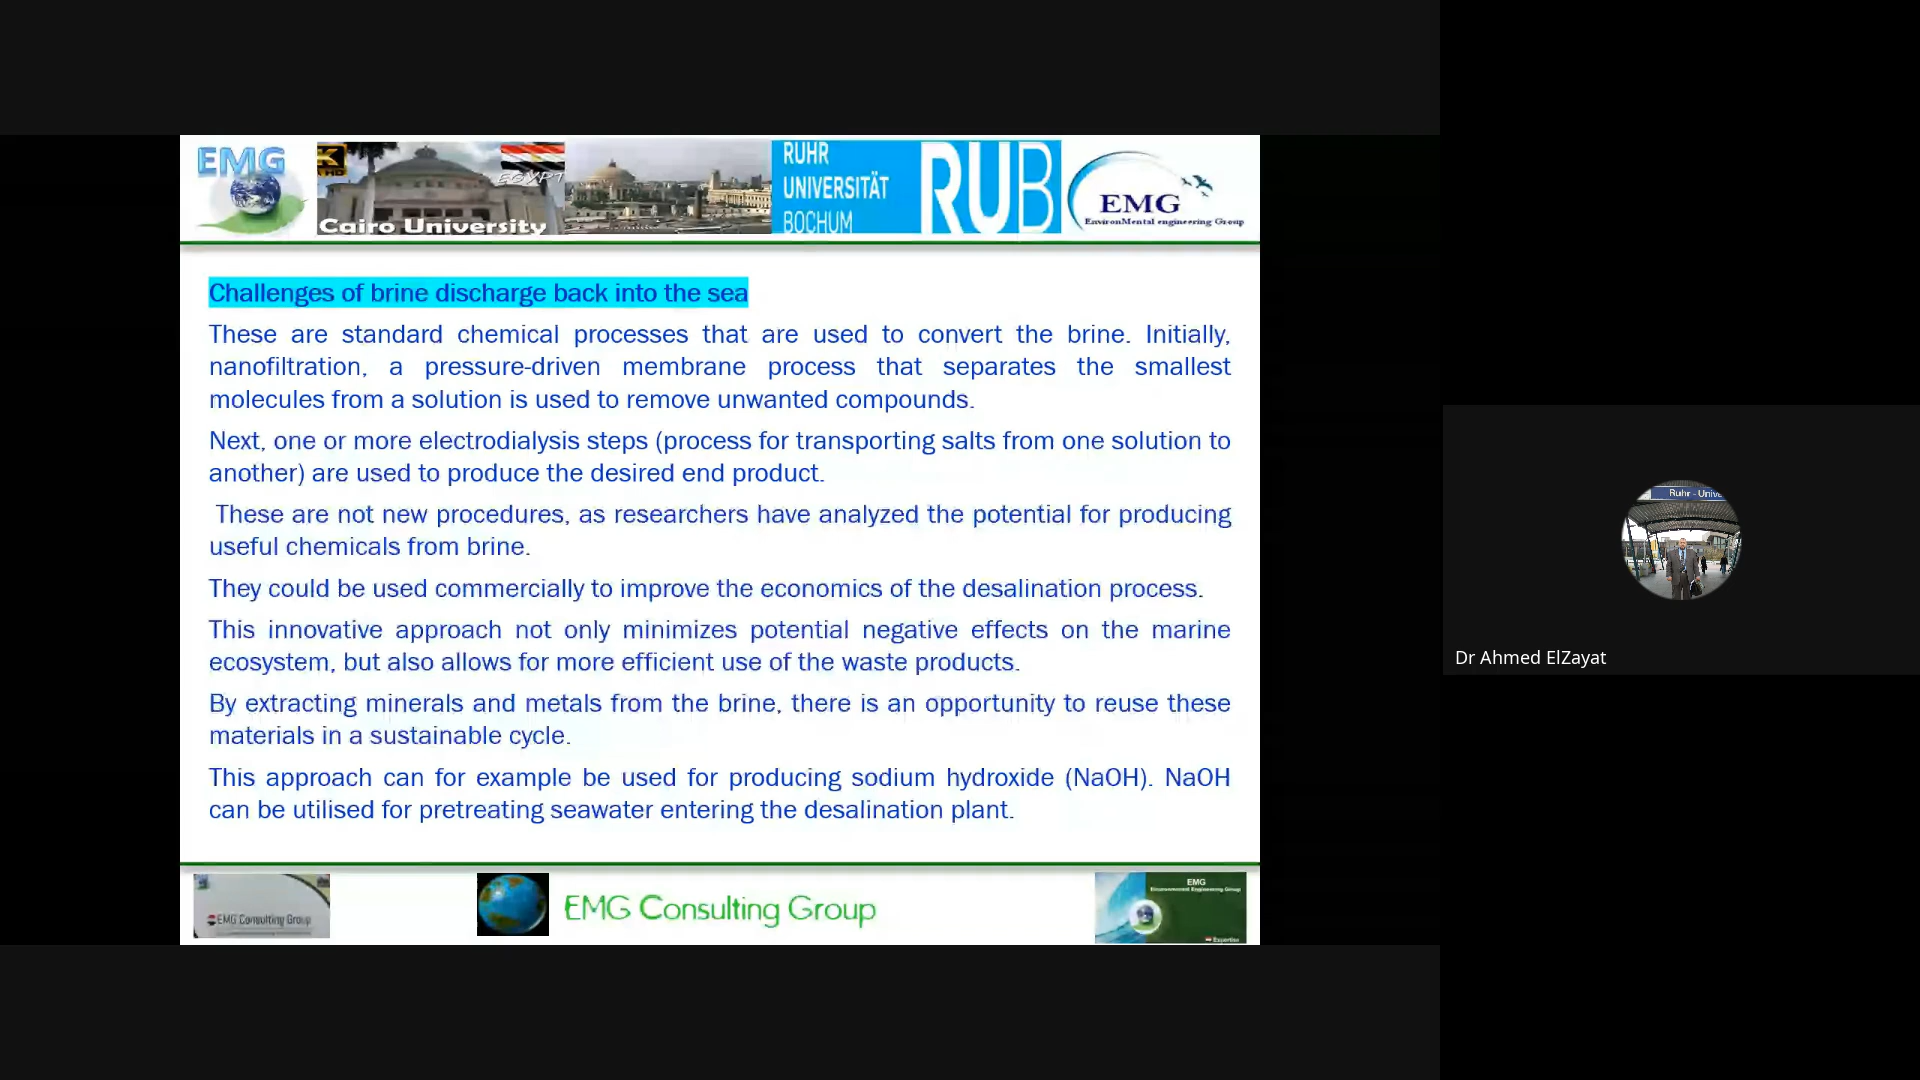 EMG
K
HD
EGYPT
Cairo University
RUHR
UNIVERSITÄT
BOCHUM
RUB
EMG
EnvironMental engineering Group
Challenges of brine discharge back into the sea
These are standard chemical processes that are used to convert the brine. Initially,
nanofiltration, a pressure-driven membrane process that separates the smallest
molecules from a solution is used to remove unwanted compounds.
Next, one or more electrodialysis steps (process for transporting salts from one solution to
another) are used to produce the desired end product.
These are not new procedures, as researchers have analyzed the potential for producing
useful chemicals from brine.
They could be used commercially to improve the economics of the desalination process.
This innovative approach not only minimizes potential negative effects on the marine
ecosystem, but also allows for more efficient use of the waste products.
By extracting minerals and metals from the brine, there is an opportunity to reuse these
materials in a sustainable cycle.
This approach can for example be used for producing sodium hydroxide (NaOH). NaOH
can be utilised for pretreating seawater entering the desalination plant.
EMG Consulting Group
EMG Consulting Group
EMG
Environmental Engineering Group
Expertise
Ruhr - Unive
Dr Ahmed ElZayat